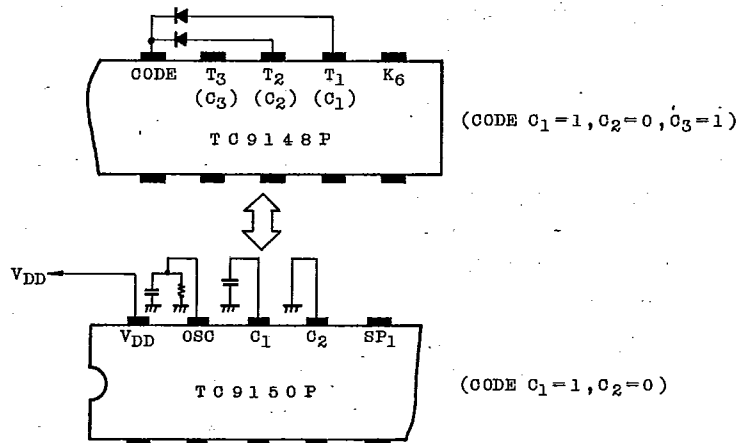 CODE T3 T2 T1 K6
(C3) (C2) (C1)
TC9148P
(CODE C1=1, C2=0, C3=1)
VDD
VDD OSC C1 C2 SP1
TC9150P
(CODE C1=1, C2=0)